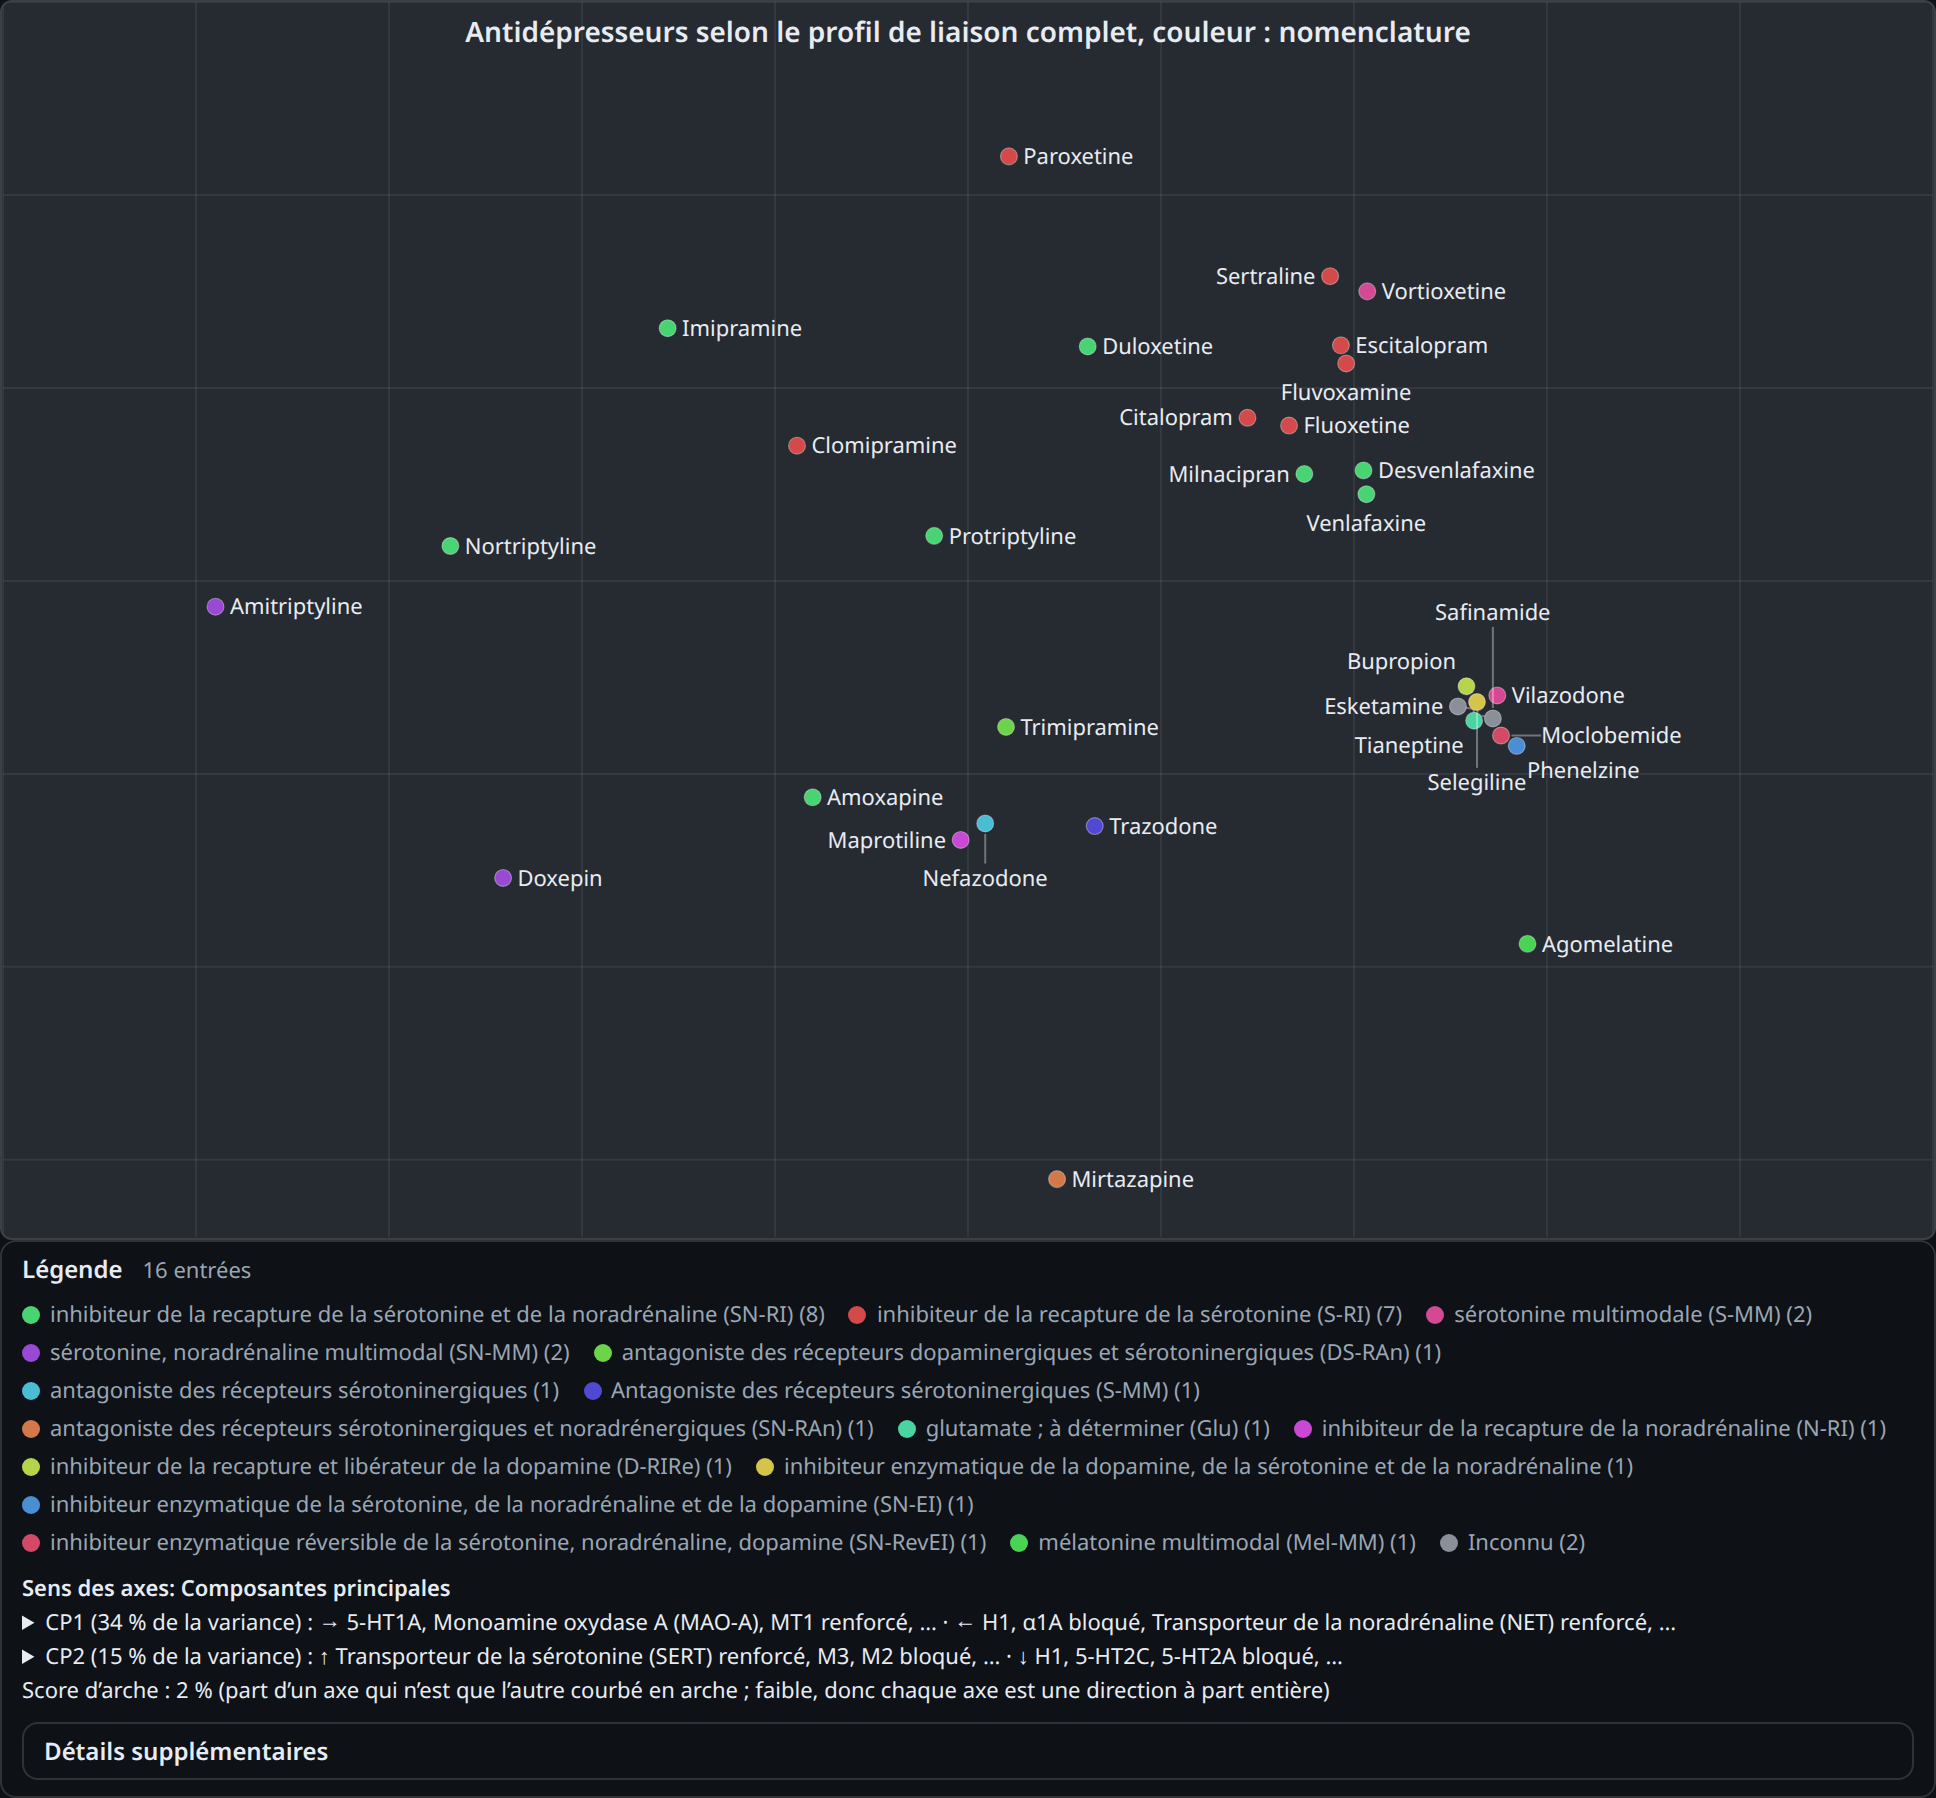 Antidépresseurs selon le profil de liaison complet, couleur : nomenclature
Paroxetine
Sertraline
Vortioxetine
Imipramine
Duloxetine
Escitalopram
Fluvoxamine
Citalopram
Fluoxetine
Clomipramine
Milnacipran
Desvenlafaxine
Venlafaxine
Protriptyline
Nortriptyline
Amitriptyline
Safinamide
Bupropion
Vilazodone
Esketamine
Trimipramine
Moclobemide
Tianeptine
Phenelzine
Selegiline
Amoxapine
Trazodone
Maprotiline
Nefazodone
Doxepin
Agomelatine
Mirtazapine
Légende 16 entrées
inhibiteur de la recapture de la sérotonine et de la noradrénaline (SN-RI) (8) inhibiteur de la recapture de la sérotonine (S-RI) (7) sérotonine multimodale (S-MM) (2)
sérotonine, noradrénaline multimodal (SN-MM) (2) antagoniste des récepteurs dopaminergiques et sérotoninergiques (DS-RAn) (1)
antagoniste des récepteurs sérotoninergiques (1) Antagoniste des récepteurs sérotoninergiques (S-MM) (1)
antagoniste des récepteurs sérotoninergiques et noradrénergiques (SN-RAn) (1) glutamate ; à déterminer (Glu) (1) inhibiteur de la recapture de la noradrénaline (N-RI) (1)
inhibiteur de la recapture et libérateur de la dopamine (D-RIRe) (1) inhibiteur enzymatique de la dopamine, de la sérotonine et de la noradrénaline (1)
inhibiteur enzymatique de la sérotonine, de la noradrénaline et de la dopamine (SN-EI) (1)
inhibiteur enzymatique réversible de la sérotonine, noradrénaline, dopamine (SN-RevEI) (1) mélatonine multimodal (Mel-MM) (1) Inconnu (2)
Sens des axes: Composantes principales
▶ CP1 (34 % de la variance) : → 5-HT1A, Monoamine oxydase A (MAO-A), MT1 renforcé, … · ← H1, α1A bloqué, Transporteur de la noradrénaline (NET) renforcé, …
▶ CP2 (15 % de la variance) : ↑ Transporteur de la sérotonine (SERT) renforcé, M3, M2 bloqué, … · ↓ H1, 5-HT2C, 5-HT2A bloqué, …
Score d’arche : 2 % (part d’un axe qui n’est que l’autre courbé en arche ; faible, donc chaque axe est une direction à part entière)
Détails supplémentaires